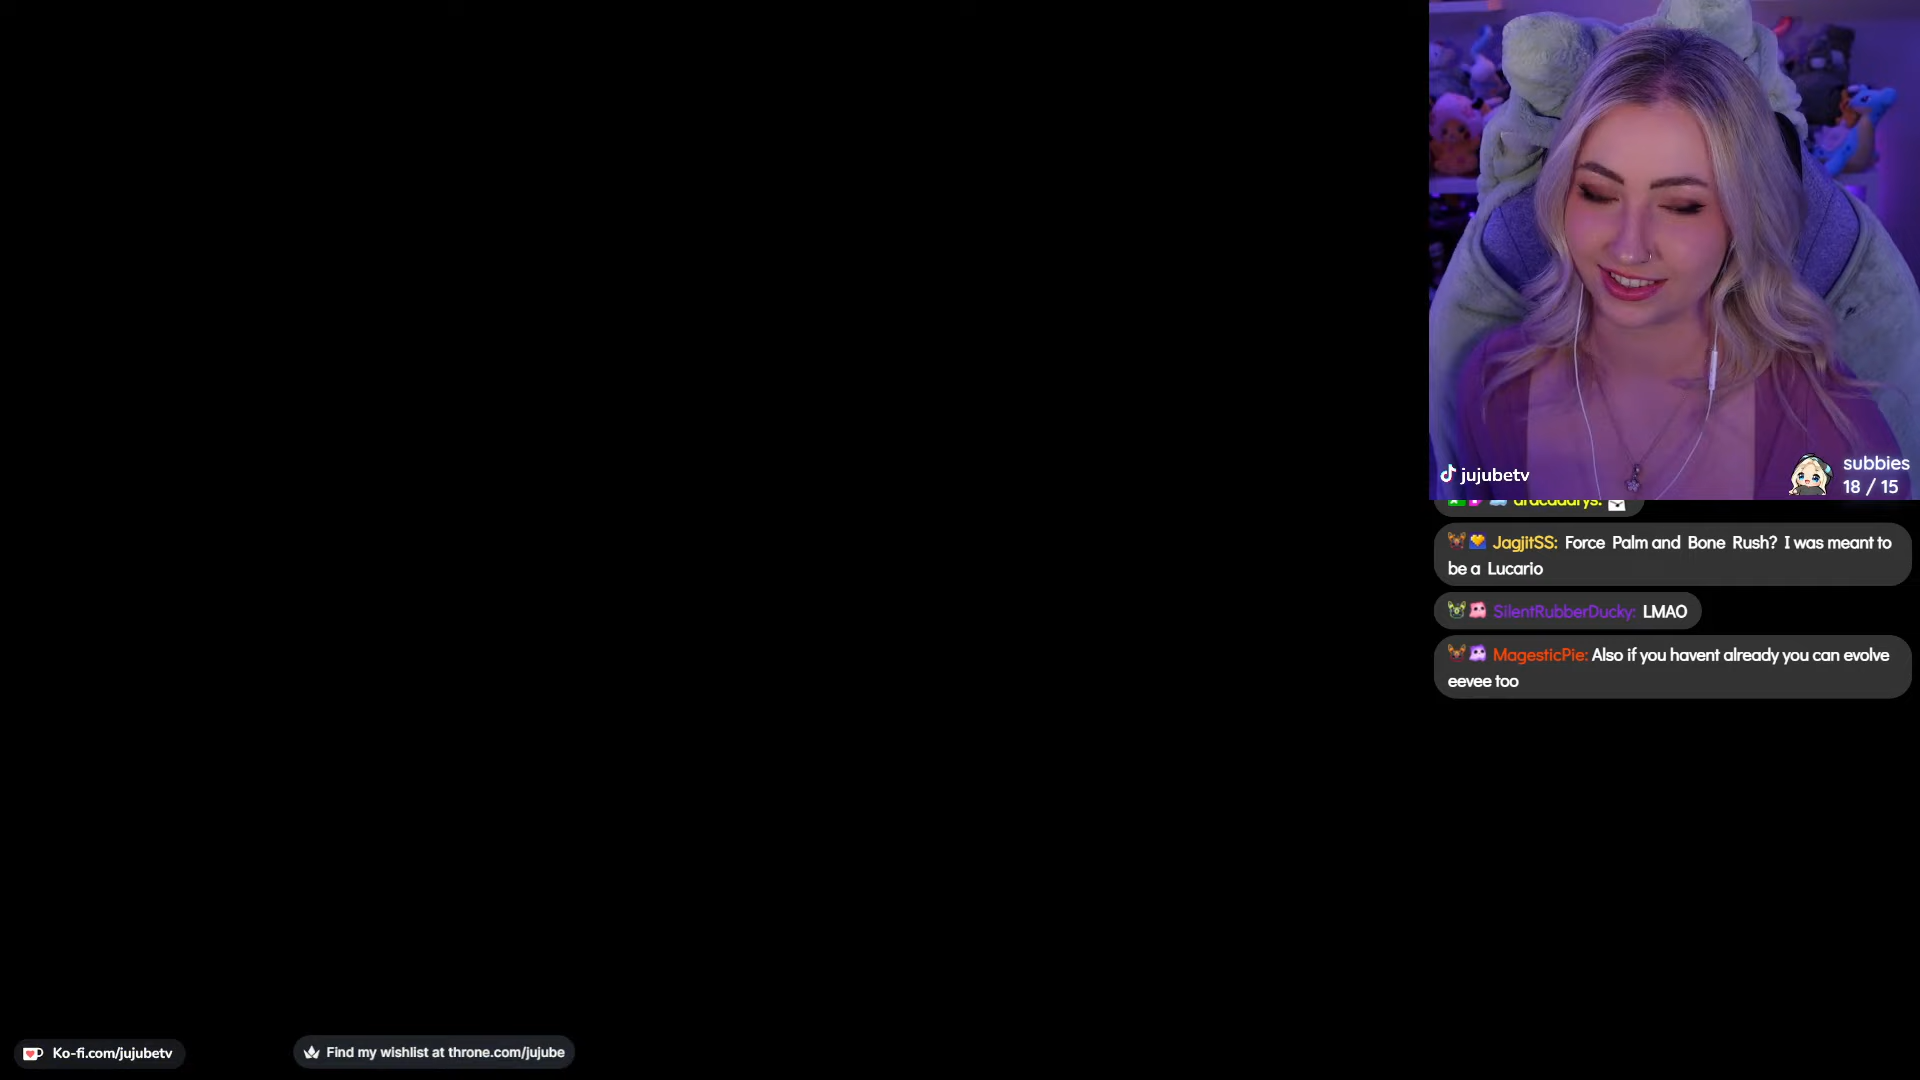 jujubetv
subbies
18 / 15
JagjitSS: Force Palm and Bone Rush? I was meant to
be a Lucario
SilentRubberDucky: LMAO
MagesticPie: Also if you havent already you can evolve
eevee too
Ko-fi.com/jujubetv
Find my wishlist at throne.com/jujube